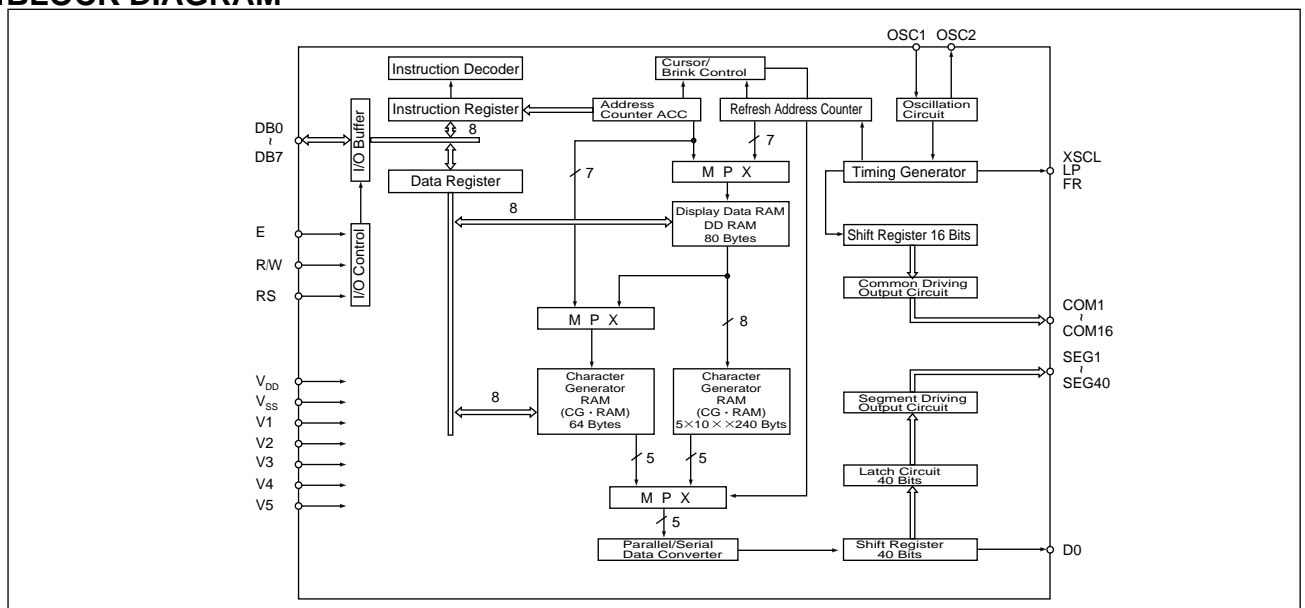 BLOCK DIAGRAM
OSC1 OSC2
Instruction Decoder
Cursor/
Brink Control
Instruction Register
Address
Counter ACC
Refresh Address Counter
Oscillation
Circuit
DB0
~
DB7
I/O Buffer
8
7
7
M P X
Timing Generator
XSCL
LP
FR
Data Register
8
Display Data RAM
DD RAM
80 Bytes
Shift Register 16 Bits
E
R/W
RS
I/O Control
Common Driving
Output Circuit
M P X
8
COM1
~
COM16
SEG1
~
SEG40
VDD
VSS
V1
V2
V3
V4
V5
8
Character
Generator
RAM
(CG・RAM)
64 Bytes
Character
Generator
RAM
(CG・RAM)
5×10××240 Byts
Segment Driving
Output Circuit
5
5
Latch Circuit
40 Bits
M P X
5
Parallel/Serial
Data Converter
Shift Register
40 Bits
D0